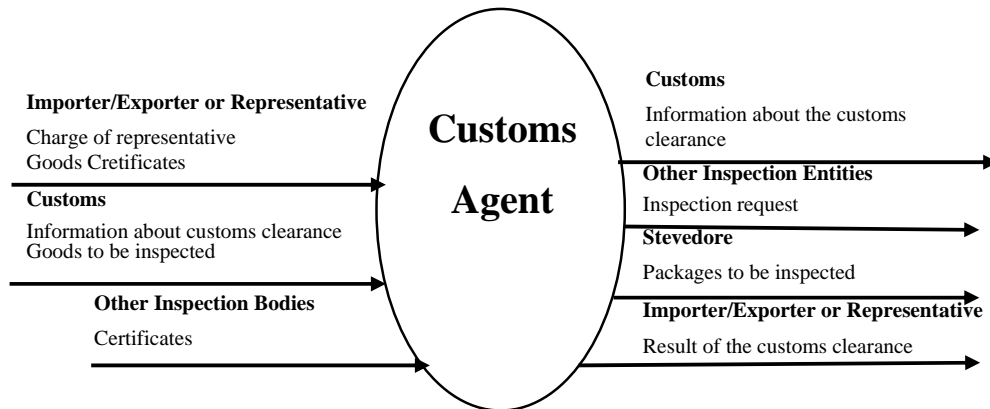 Importer/Exporter or Representative
Charge of representative
Goods Cretificates
Customs
Information about customs clearance
Goods to be inspected
Other Inspection Bodies
Certificates
Customs
Agent
Customs
Information about the customs
clearance
Other Inspection Entities
Inspection request
Stevedore
Packages to be inspected
Importer/Exporter or Representative
Result of the customs clearance